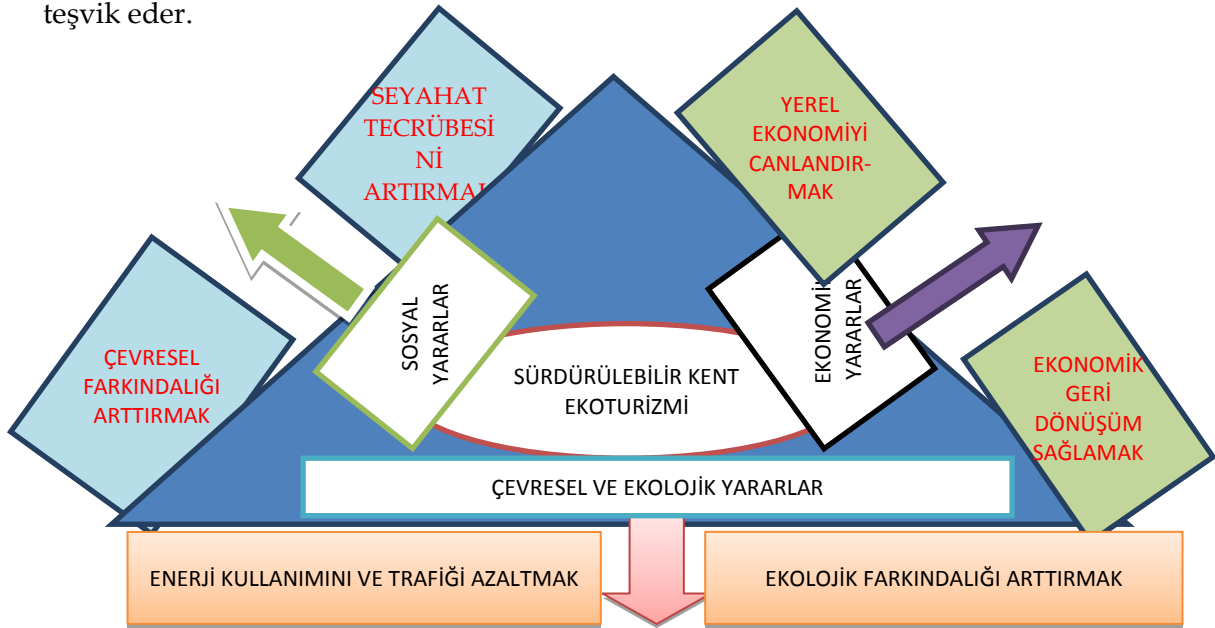 teşvik eder.
SEYAHAT
TECRÜBESİ
Nİ
ARTIRMAK
YEREL
EKONOMİYİ
CANLANDIR-
MAK
ÇEVRESEL
FARKINDALIĞI
ARTTIRMAK
SOSYAL
YARARLAR
SÜRDÜRÜLEBİLİR KENT
EKOTURİZMİ
EKONOMİK
YARARLAR
EKONOMİK
GERİ
DÖNÜŞÜM
SAĞLAMAK
ÇEVRESEL VE EKOLOJİK YARARLAR
ENERJİ KULLANIMINI VE TRAFİĞİ AZALTMAK
EKOLOJİK FARKINDALIĞI ARTTIRMAK